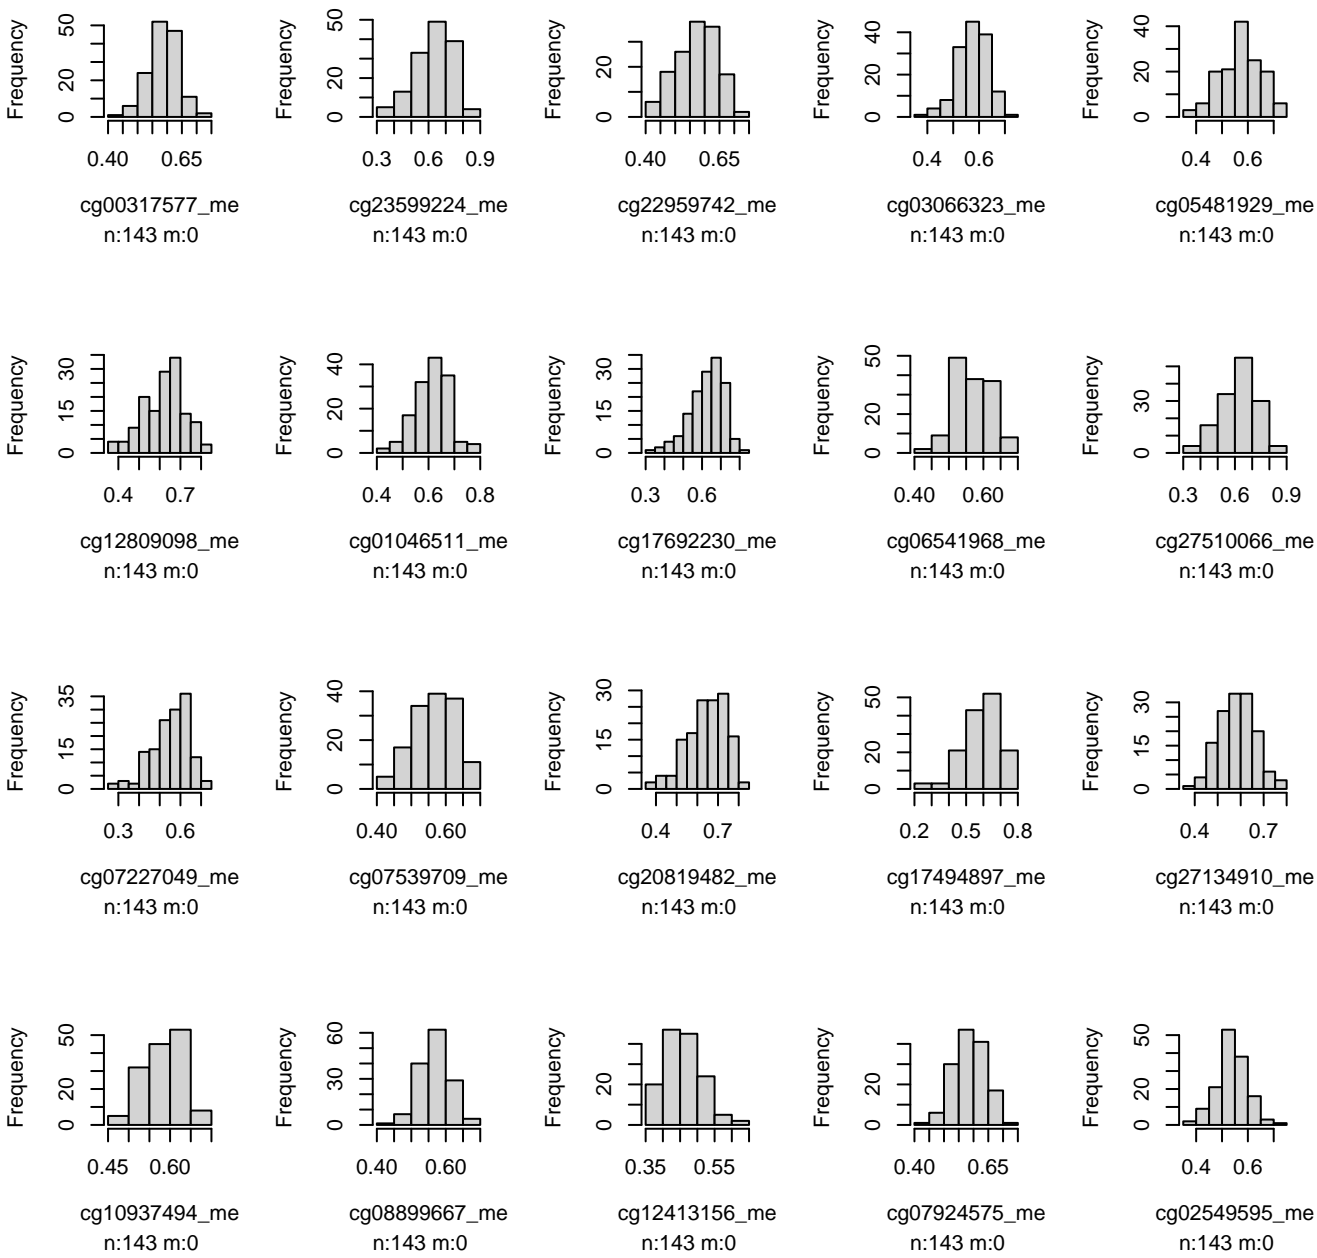 Frequency 0 20 50 0.40 0.65 cg00317577_me n:143 m:0
Frequency 0 20 50 0.3 0.6 0.9 cg23599224_me n:143 m:0
Frequency 0 20 0.40 0.65 cg22959742_me n:143 m:0
Frequency 0 20 40 0.4 0.6 cg03066323_me n:143 m:0
Frequency 0 20 40 0.4 0.6 cg05481929_me n:143 m:0
Frequency 0 15 30 0.4 0.7 cg12809098_me n:143 m:0
Frequency 0 20 40 0.4 0.6 0.8 cg01046511_me n:143 m:0
Frequency 0 15 30 0.3 0.6 cg17692230_me n:143 m:0
Frequency 0 20 50 0.40 0.60 cg06541968_me n:143 m:0
Frequency 0 30 0.3 0.6 0.9 cg27510066_me n:143 m:0
Frequency 0 15 35 0.3 0.6 cg07227049_me n:143 m:0
Frequency 0 20 40 0.40 0.60 cg07539709_me n:143 m:0
Frequency 0 15 30 0.4 0.7 cg20819482_me n:143 m:0
Frequency 0 20 50 0.2 0.5 0.8 cg17494897_me n:143 m:0
Frequency 0 15 30 0.4 0.7 cg27134910_me n:143 m:0
Frequency 0 20 50 0.45 0.60 cg10937494_me n:143 m:0
Frequency 0 30 60 0.40 0.60 cg08899667_me n:143 m:0
Frequency 0 20 0.35 0.55 cg12413156_me n:143 m:0
Frequency 0 20 0.40 0.65 cg07924575_me n:143 m:0
Frequency 0 20 50 0.4 0.6 cg02549595_me n:143 m:0